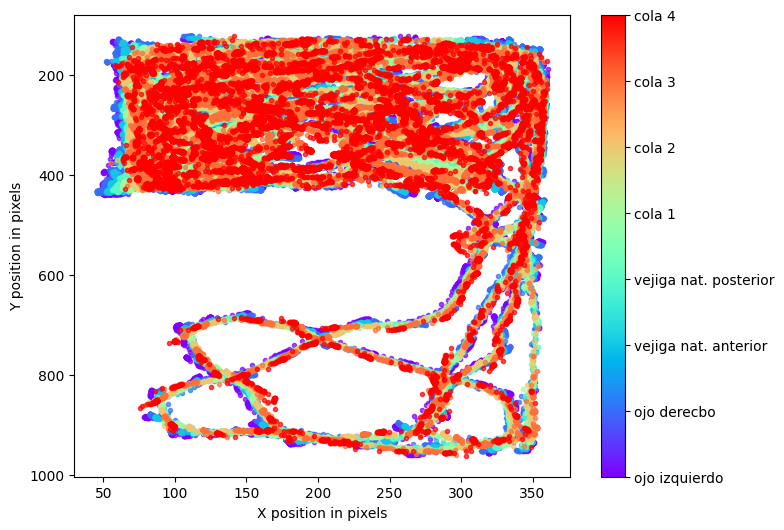 Y position in pixels
200
400
600
800
1000
50 100 150 200 250 300 350
X position in pixels
cola 4
cola 3
cola 2
cola 1
vejiga nat. posterior
vejiga nat. anterior
ojo derecbo
ojo izquierdo